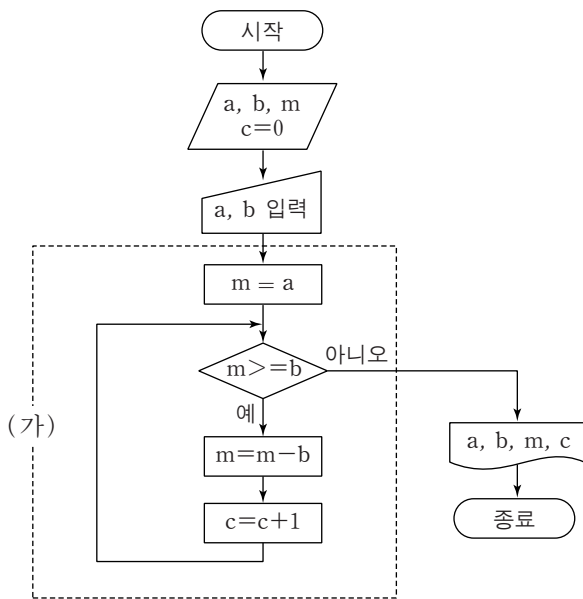 시작
a, b, m
c=0
a, b 입력
m = a
m>=b
아니오
예
(가)
m=m-b
a, b, m, c
c=c+1
종료